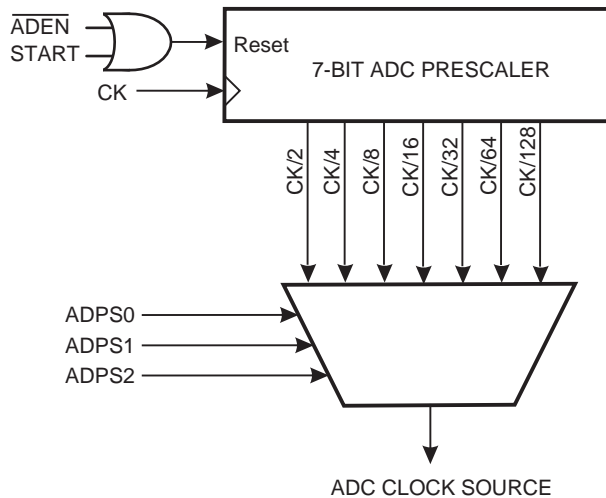 ADEN
START
Reset
CK
7-BIT ADC PRESCALER
CK/2
CK/4
CK/8
CK/16
CK/32
CK/64
CK/128
ADPS0
ADPS1
ADPS2
ADC CLOCK SOURCE